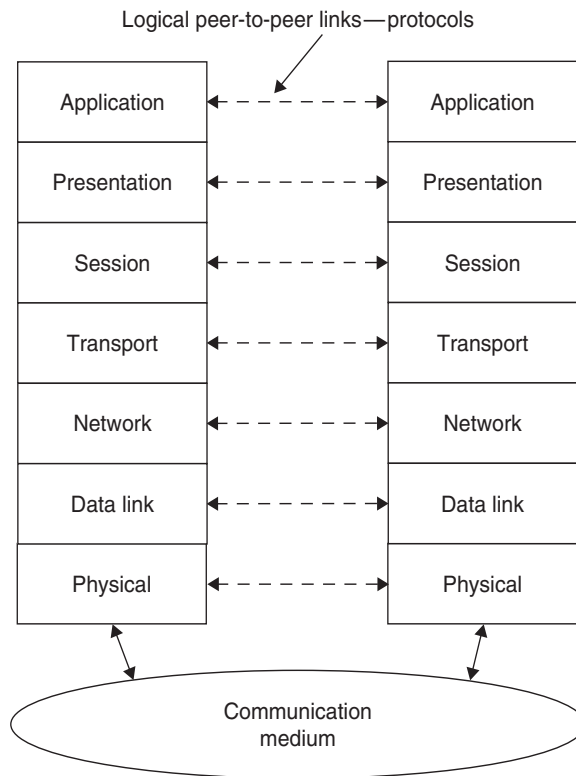 Logical peer-to-peer links—protocols
Application
Application
Presentation
Presentation
Session
Session
Transport
Transport
Network
Network
Data link
Data link
Physical
Physical
Communication
medium